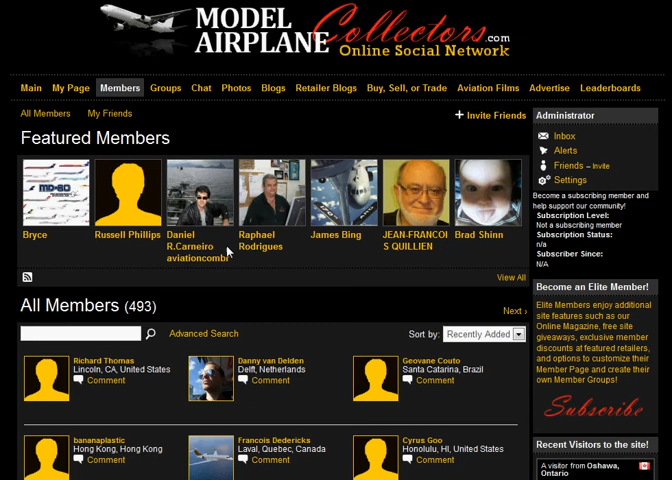 MODEL
AIRPLANE
Collectors.com
Online Social Network
Main My Page Members Groups Chat Photos Blogs Retailer Blogs Buy, Sell, or Trade Aviation Films Advertise Leaderboards
All Members My Friends
Invite Friends
Featured Members
MD-80
Bryce
Russell Phillips
Daniel
R.Carneiro
aviationcombr
Raphael
Rodrigues
James Bing
JEAN-FRANCOI
S QUILLIEN
Brad Shinn
View All
All Members (493)
Next ›
Advanced Search
Sort by: Recently Added
Richard Thomas
Lincoln, CA, United States
Comment
Danny van Delden
Delft, Netherlands
Comment
Geovane Couto
Santa Catarina, Brazil
Comment
bananaplastic
Hong Kong, Hong Kong
Comment
Francois Dedericks
Laval, Quebec, Canada
Comment
Cyrus Goo
Honolulu, HI, United States
Comment
Administrator
Inbox
Alerts
Friends – Invite
Settings
Become a subscribing member and
help support our community!
Subscription Level:
Not a subscribing member
Subscription Status:
n/a
Subscriber Since:
N/A
Become an Elite Member!
Elite Members enjoy additional
site features such as our
Online Magazine, free site
giveaways, exclusive member
discounts at featured retailers,
and options to customize their
Member Page and create their
own Member Groups!
Subscribe
Recent Visitors to the site!
A visitor from Oshawa,
Ontario